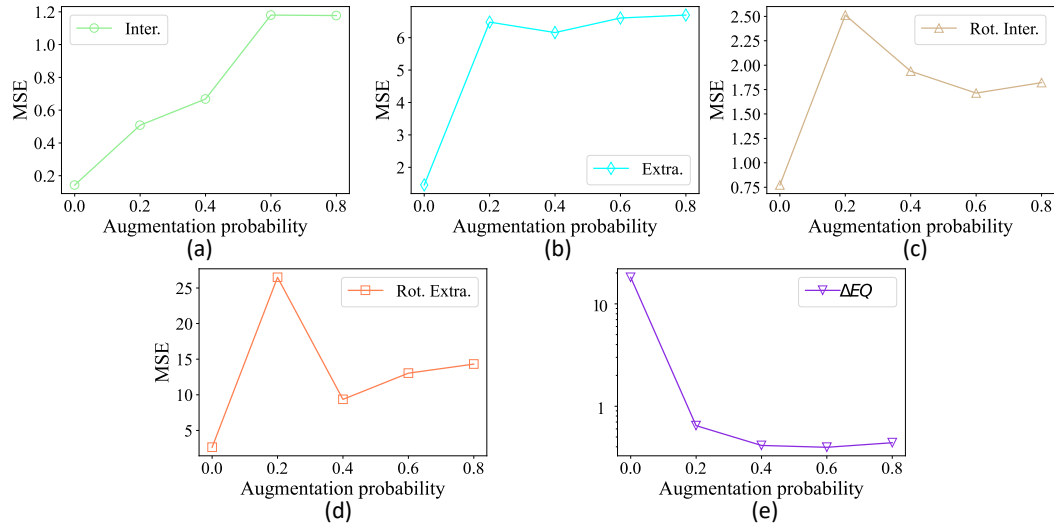 1.2
1.0
0.8
0.6
0.4
0.2
MSE
Inter.
0.0 0.2 0.4 0.6 0.8
Augmentation probability
(a)
6
5
4
3
2
MSE
Extra.
0.0 0.2 0.4 0.6 0.8
Augmentation probability
(b)
2.50
2.25
2.00
1.75
1.50
1.25
1.00
0.75
MSE
Rot. Inter.
0.0 0.2 0.4 0.6 0.8
Augmentation probability
(c)
25
20
15
10
5
MSE
Rot. Extra.
0.0 0.2 0.4 0.6 0.8
Augmentation probability
(d)
10
1
ΔEQ
0.0 0.2 0.4 0.6 0.8
Augmentation probability
(e)